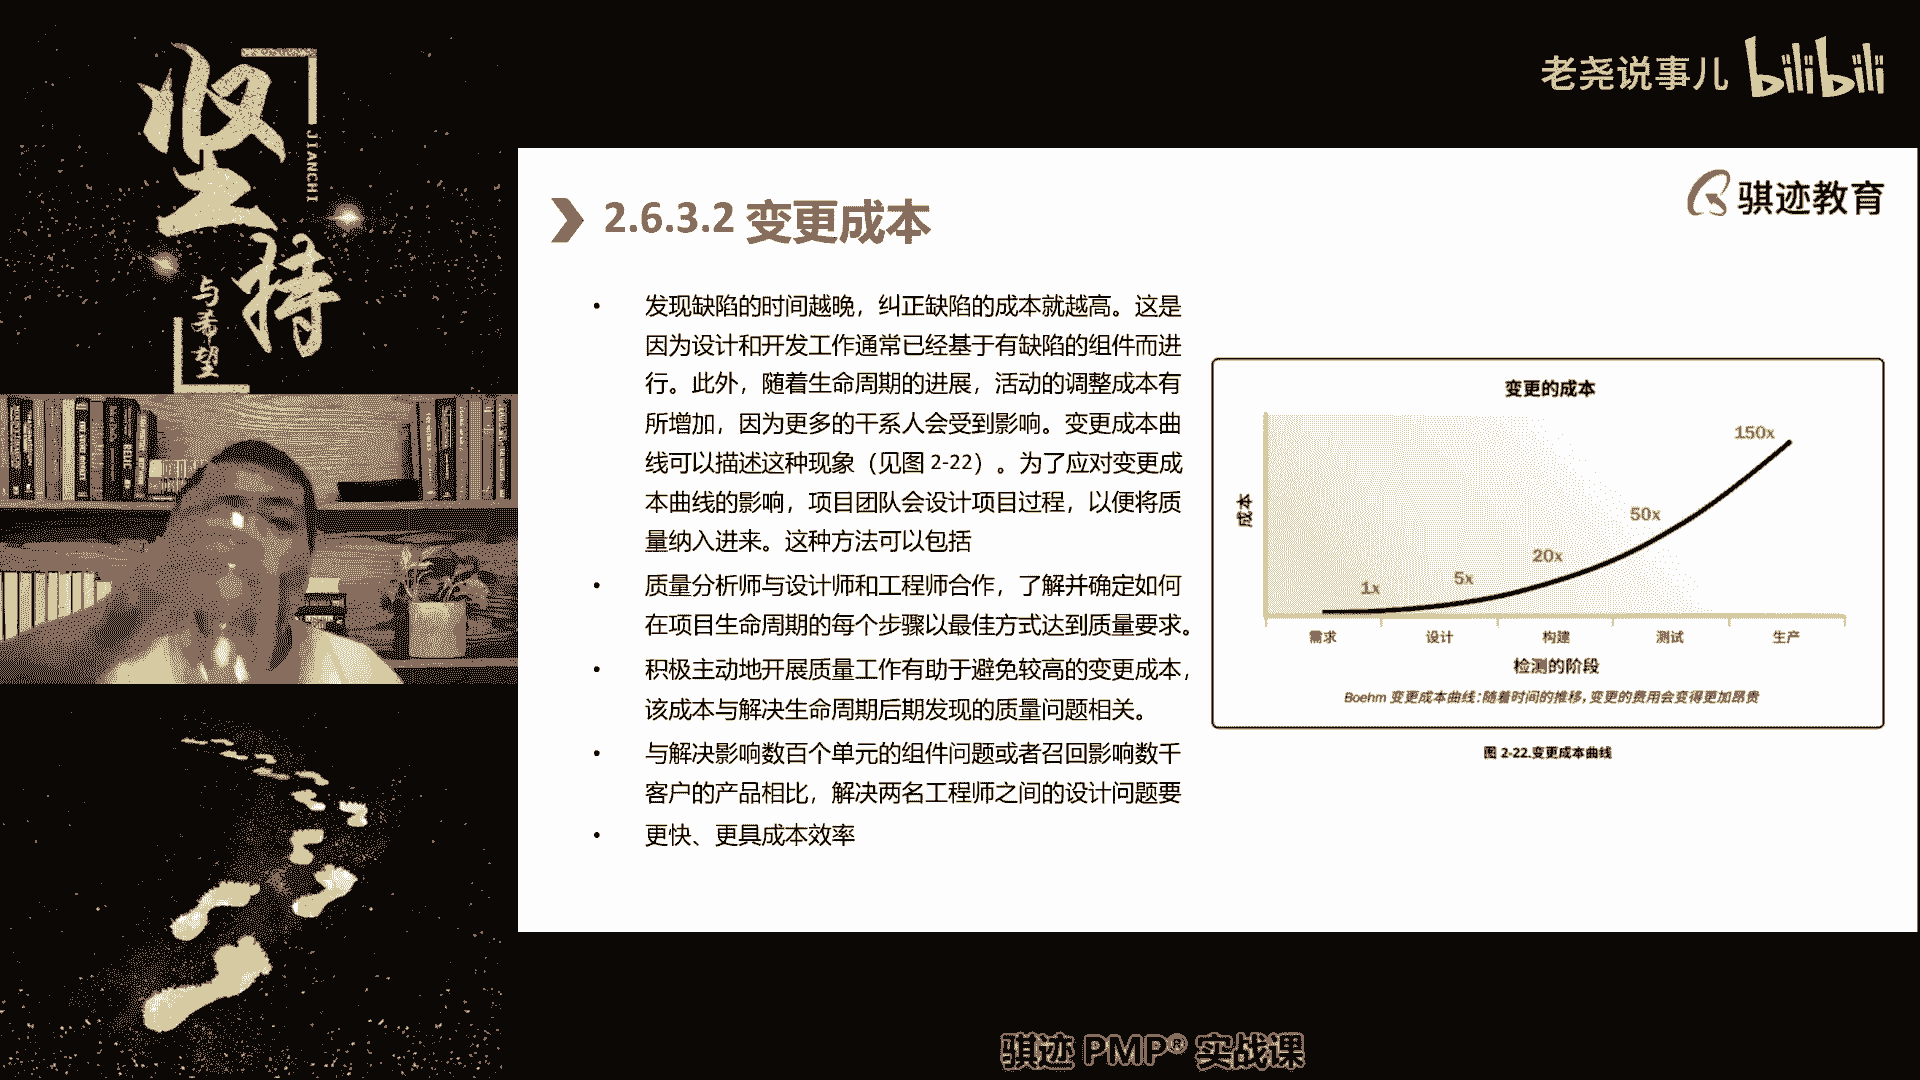 坚持
JIANCHI
与希望
老尧说事儿 bilibili
骐迹教育
2.6.3.2 变更成本
• 发现缺陷的时间越晚，纠正缺陷的成本就越高。这是
因为设计和开发工作通常已经基于有缺陷的组件而进
行。此外，随着生命周期的进展，活动的调整成本有
所增加，因为更多的干系人会受到影响。变更成本曲
线可以描述这种现象（见图 2-22）。为了应对变更成
本曲线的影响，项目团队会设计项目过程，以便将质
量纳入进来。这种方法可以包括
• 质量分析师与设计师和工程师合作，了解并确定如何
在项目生命周期的每个步骤以最佳方式达到质量要求。
• 积极主动地开展质量工作有助于避免较高的变更成本，
该成本与解决生命周期后期发现的质量问题相关。
• 与解决影响数百个单元的组件问题或者召回影响数千
客户的产品相比，解决两名工程师之间的设计问题要
• 更快、更具成本效率
变更的成本
成本
1x
5x
20x
50x
150x
需求 设计 构建 测试 生产
检测的阶段
Boehm 变更成本曲线：随着时间的推移，变更的费用会变得更加昂贵
图 2-22.变更成本曲线
骐迹 PMP® 实战课